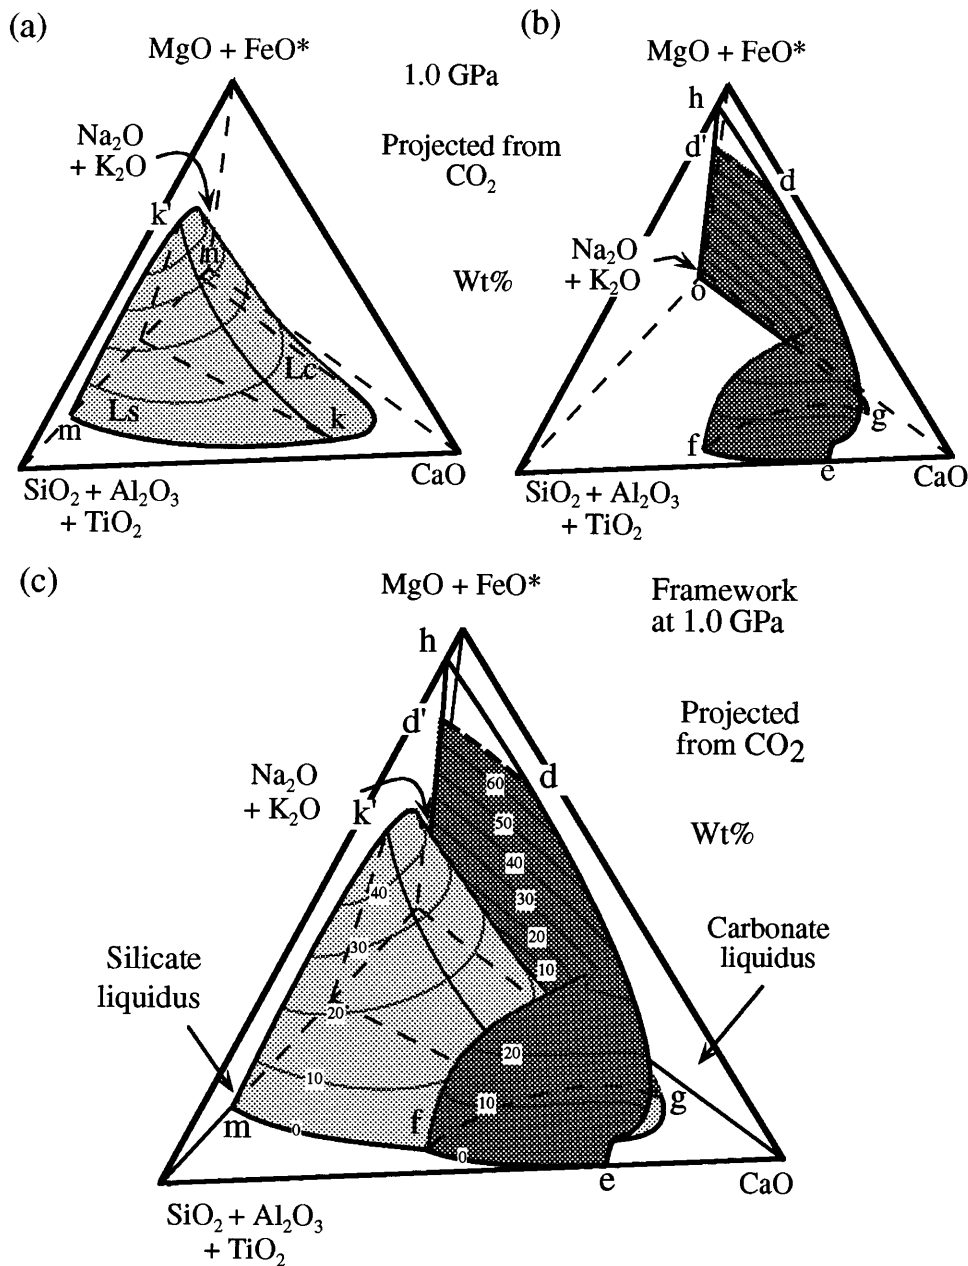 (a)
MgO + FeO*
Na2O
+ K2O
k'
n
Lc
Ls
k
m
CaO
SiO2 + Al2O3
+ TiO2
1.0 GPa
Projected from
CO2
Wt%
(b)
MgO + FeO*
h
d'
d
Na2O
+ K2O
o
g
f
e
CaO
SiO2 + Al2O3
+ TiO2
(c)
MgO + FeO*
Framework
at 1.0 GPa
h
Projected
from CO2
d'
d
Na2O
+ K2O
k'
Wt%
60
50
40
30
20
10
40
30
20
10
0
20
10
0
Silicate
liquidus
Carbonate
liquidus
m
f
g
e
CaO
SiO2 + Al2O3
+ TiO2